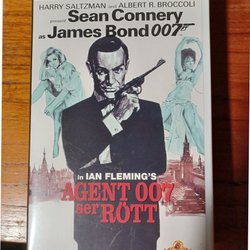 HARRY SALTZMAN and ALBERT R. BROCCOLI
present Sean Connery
as James Bond 007
in IAN FLEMING'S
AGENT 007
ser RÖTT